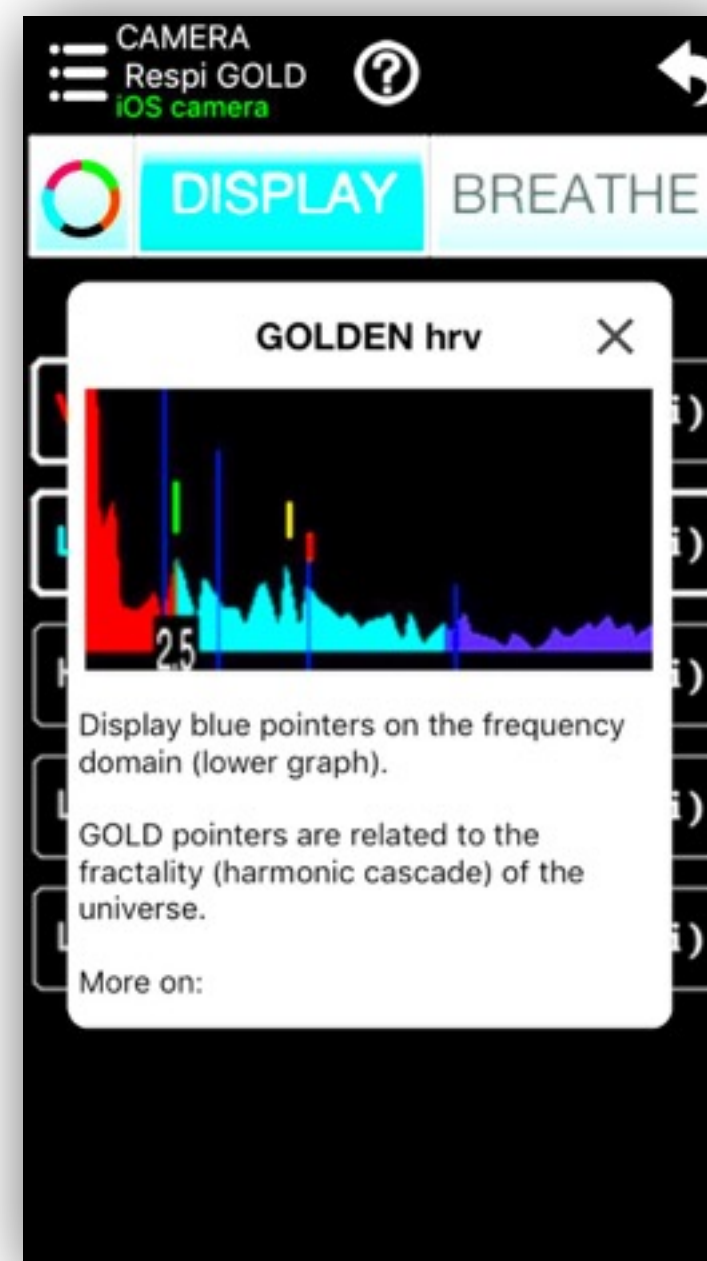 CAMERA
Respi GOLD
iOS camera
DISPLAY
BREATHE
GOLDEN hrv
i)
i)
2.5
i)
i)
i)
Display blue pointers on the frequency
domain (lower graph).
GOLD pointers are related to the
fractality (harmonic cascade) of the
universe.
More on: